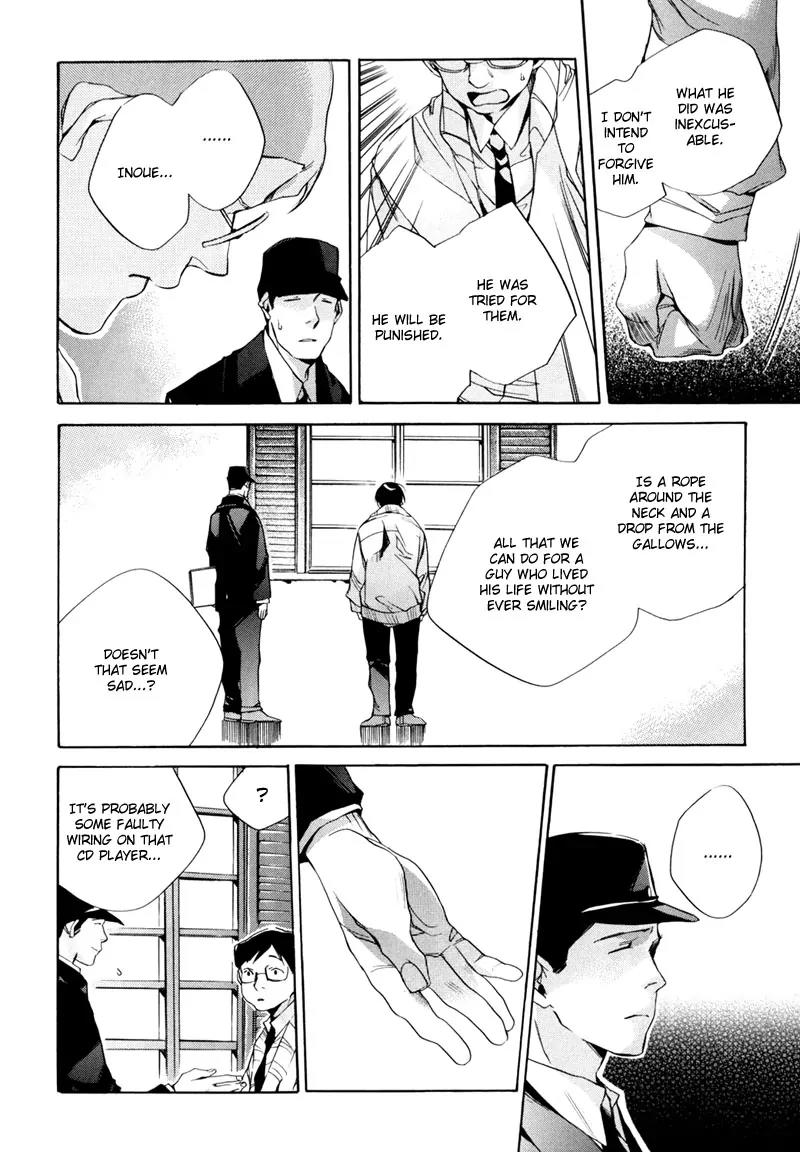 WHAT HE
DID WAS
INEXCUS-
ABLE.
I DON'T
INTEND
TO
FORGIVE
HIM.
HE WAS
TRIED FOR
THEM.
HE WILL BE
PUNISHED.
......
INOUE...
IS A ROPE
AROUND THE
NECK AND A
DROP FROM THE
GALLOWS...
ALL THAT WE
CAN DO FOR A
GUY WHO LIVED
HIS LIFE WITHOUT
EVER SMILING?
DOESN'T
THAT SEEM
SAD...?
......
?
IT'S PROBABLY
SOME FAULTY
WIRING ON THAT
CD PLAYER...